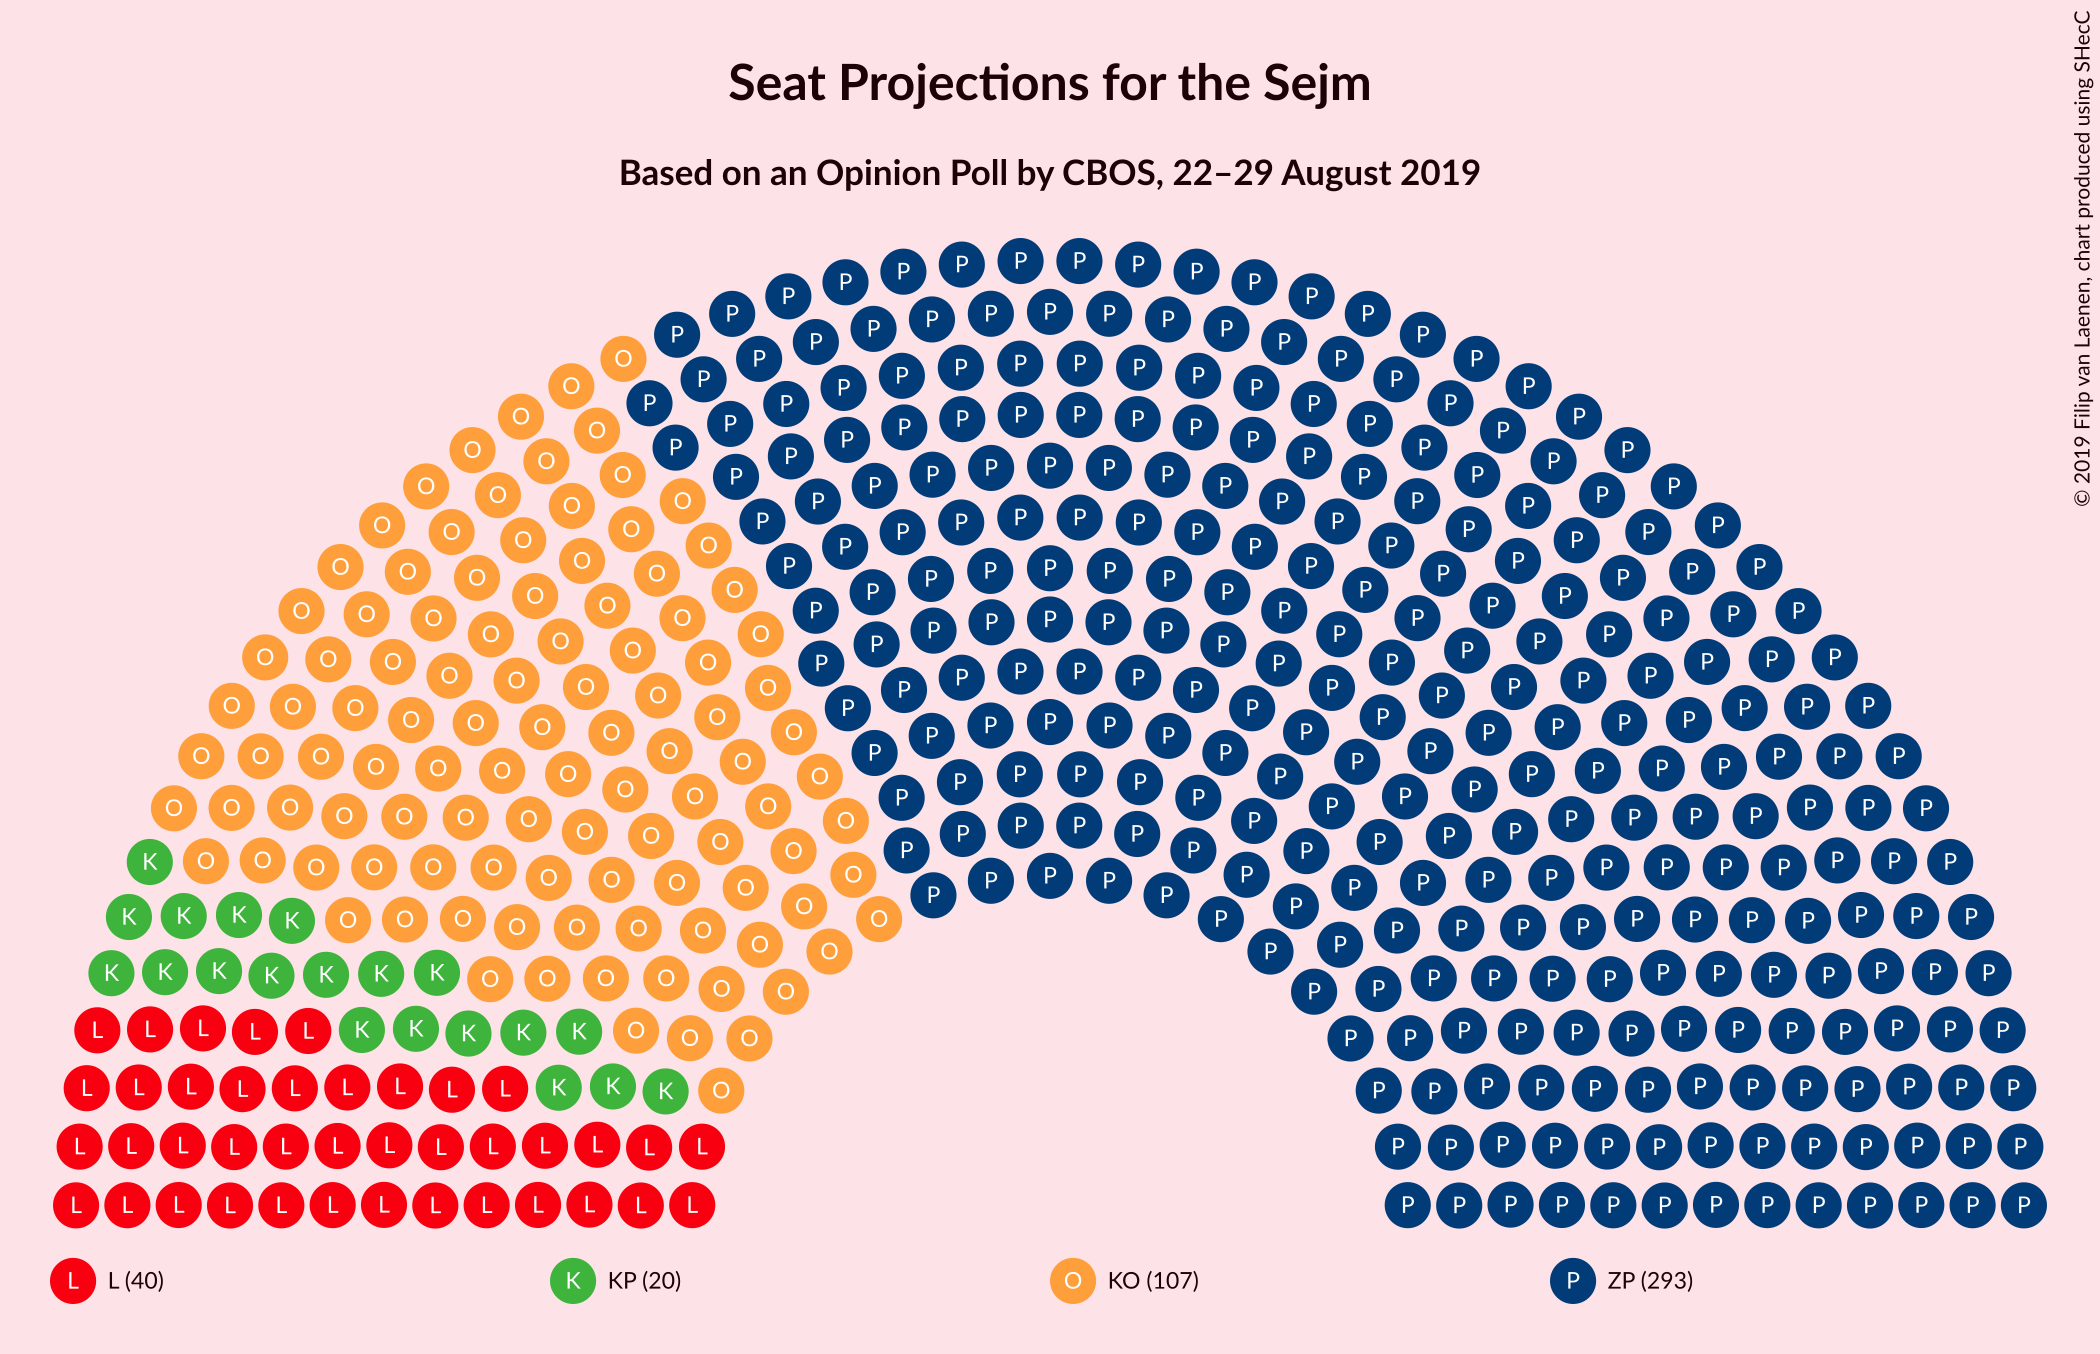 Seat Projections for the Sejm
Based on an Opinion Poll by CBOS, 22–29 August 2019
© 2019 Filip van Laenen, chart produced using SHecC
L L (40)
K KP (20)
O KO (107)
P ZP (293)